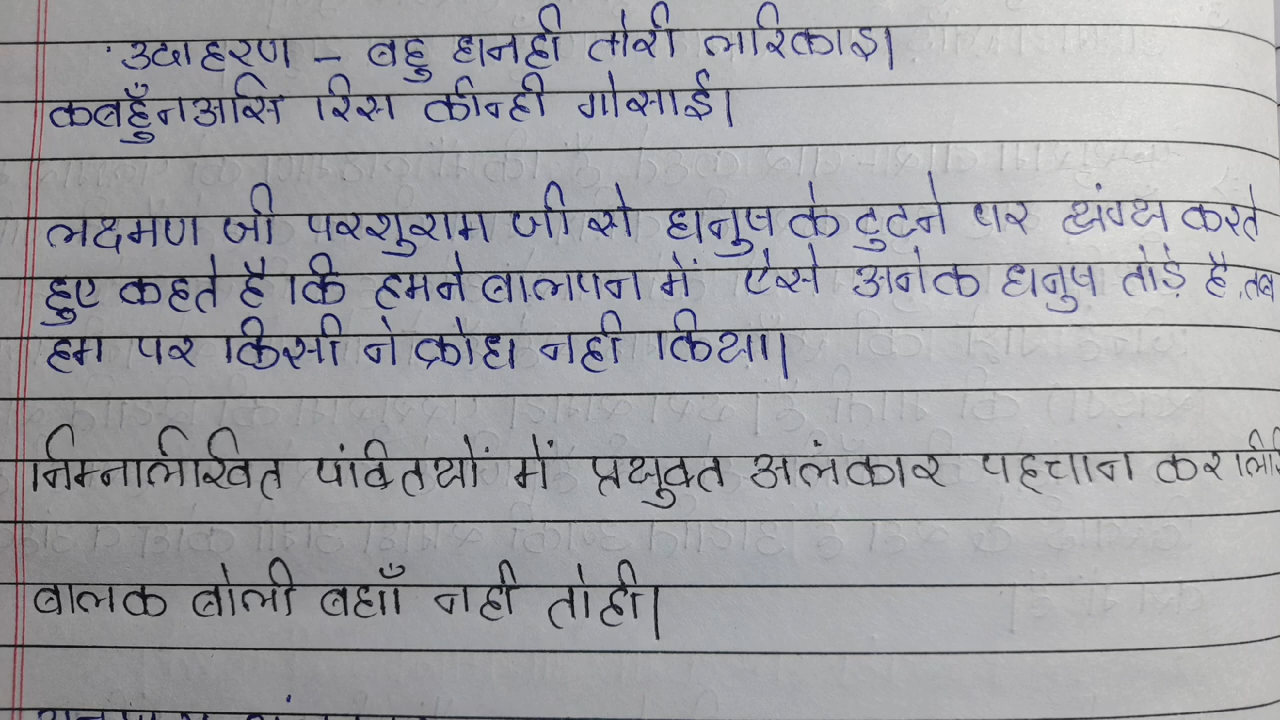 उदाहरण – बहु धनही तोरी लरिकाइ।
कबहुँ न असि रिस कीन्ही गोसाई।
लक्ष्मण जी परशुराम जी से धनुष के टुटने पर व्यंग्य करते
हुए कहते है कि हमने बालपन में ऐसे अनेक धनुष तोड़े है, तब
हम पर किसी ने क्रोध नही किया।
निम्नलिखित पंक्तियों में प्रयुक्त अलंकार पहचान कर
बालक बोली बधौं नही तोही।